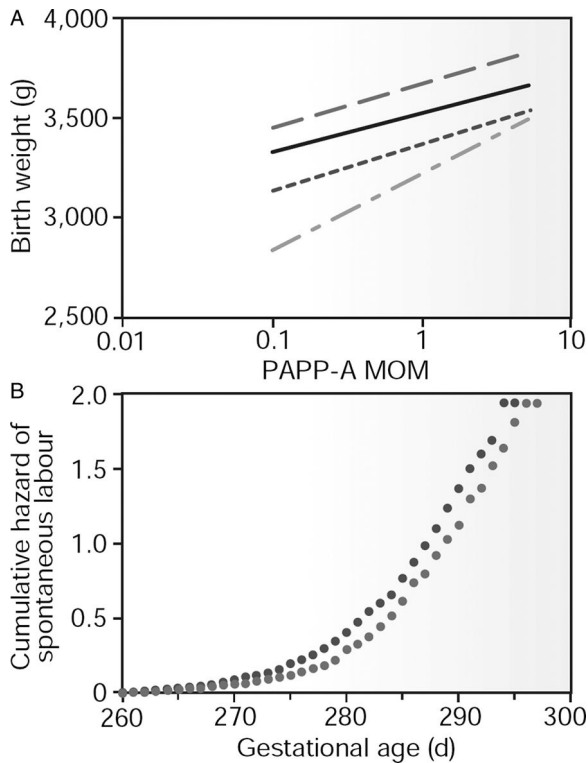 A
Birth weight (g)
4,000
3,500
3,000
2,500
0.01
0.1
1
10
PAPP-A MOM
B
Cumulative hazard of
spontaneous labour
2.0
1.5
1.0
0.5
0
260
270
280
290
300
Gestational age (d)